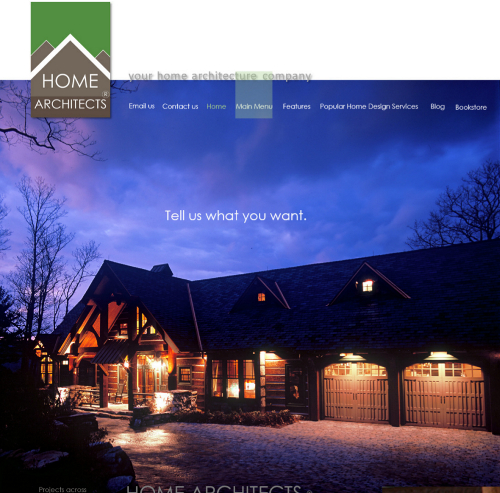 HOME
®
ARCHITECTS
your home architecture company
Email us Contact us Home Main Menu Features Popular Home Design Services Blog Bookstore
Tell us what you want.
Projects across HOME ARCHITECTS